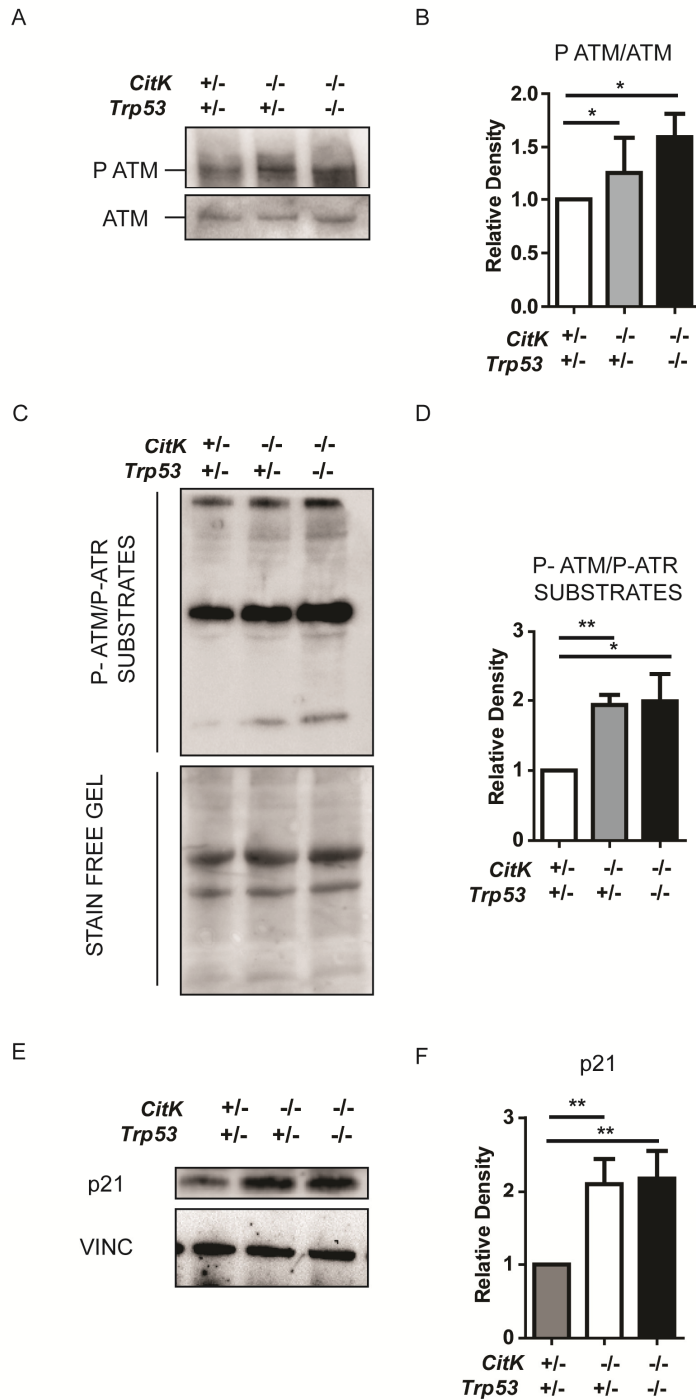 A
CitK +/- -/- -/-
Trp53 +/- +/- -/-
P ATM
ATM
B
P ATM/ATM
*
*
Relative Density
2.0
1.5
1.0
0.5
0.0
CitK +/- -/- -/-
Trp53 +/- +/- -/-
C
CitK +/- -/- -/-
Trp53 +/- +/- -/-
P- ATM/P-ATR
SUBSTRATES
STAIN FREE GEL
D
P- ATM/P-ATR
SUBSTRATES
**
*
Relative Density
3
2
1
0
CitK +/- -/- -/-
Trp53 +/- +/- -/-
E
CitK +/- -/- -/-
Trp53 +/- +/- -/-
p21
VINC
F
p21
**
**
Relative Density
3
2
1
0
CitK +/- -/- -/-
Trp53 +/- +/- -/-